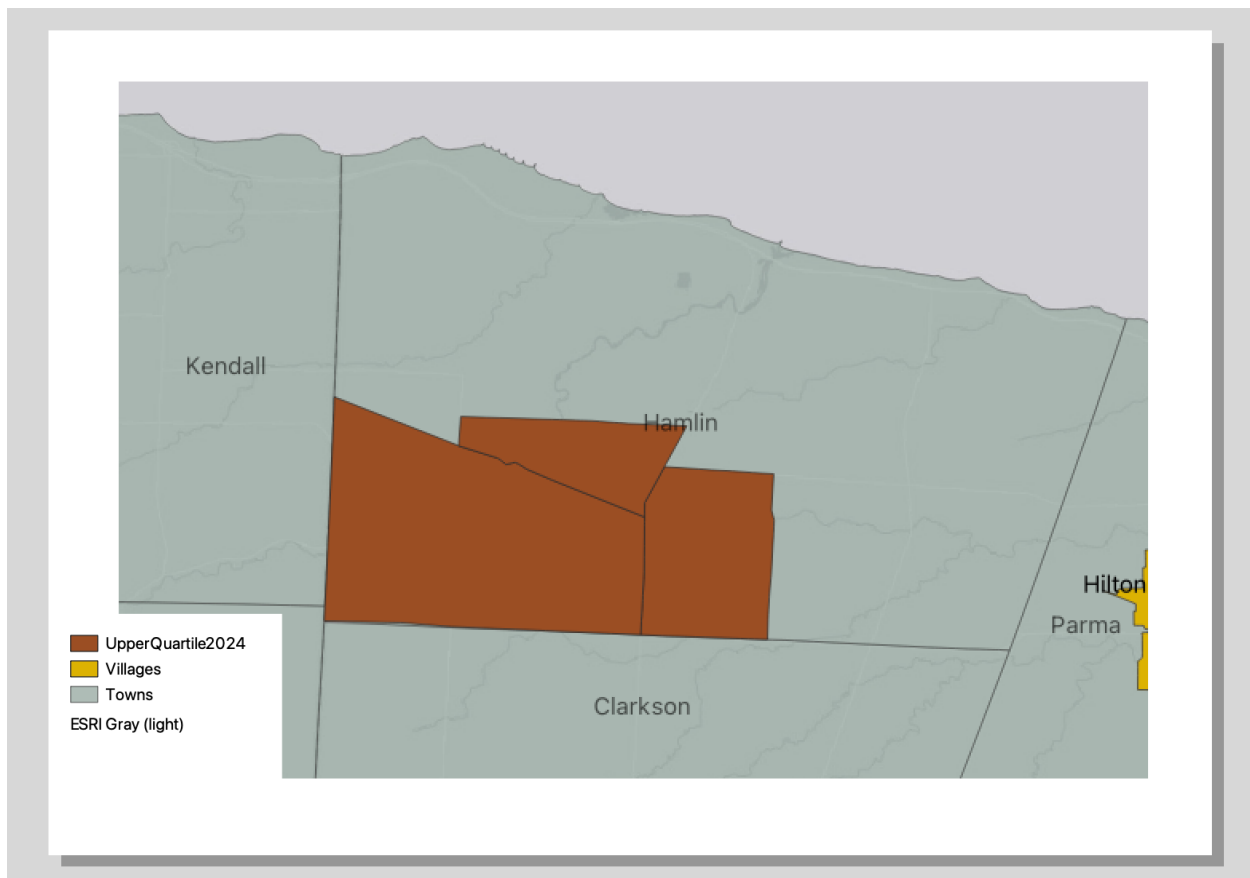 Kendall
Hamlin
Hilton
Parma
Clarkson
UpperQuartile2024
Villages
Towns
ESRI Gray (light)